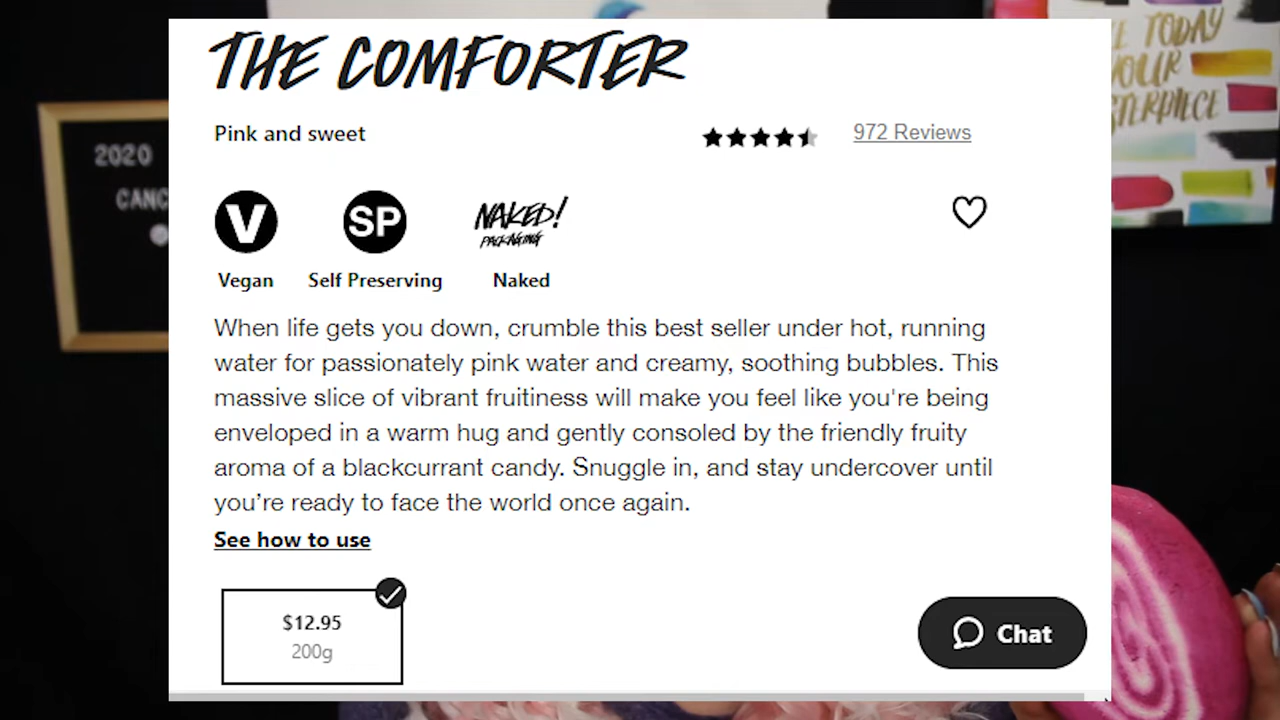 THE COMFORTER
Pink and sweet
972 Reviews
V
SP
NAKED!
PACKAGING
Vegan
Self Preserving
Naked
When life gets you down, crumble this best seller under hot, running
water for passionately pink water and creamy, soothing bubbles. This
massive slice of vibrant fruitiness will make you feel like you're being
enveloped in a warm hug and gently consoled by the friendly fruity
aroma of a blackcurrant candy. Snuggle in, and stay undercover until
you’re ready to face the world once again.
See how to use
$12.95
200g
Chat
2020
CANC
TODAY